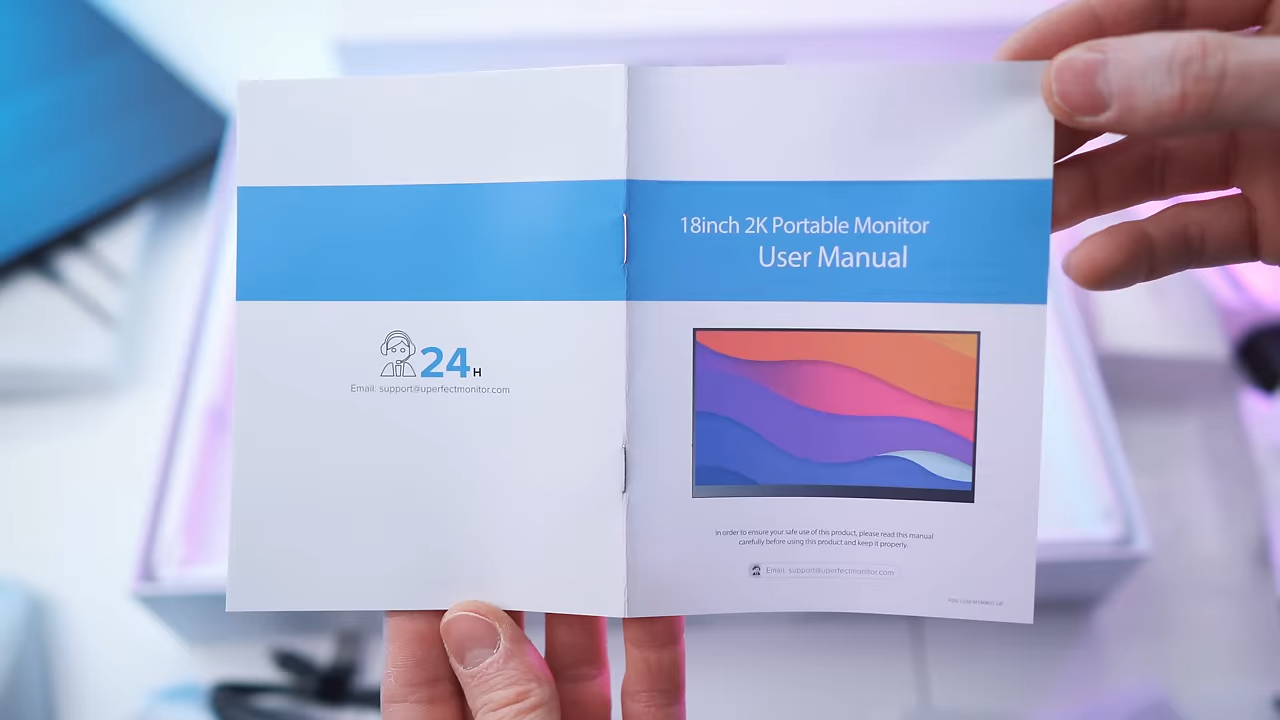 24H
Email: support@uperfectmonitor.com
18inch 2K Portable Monitor
User Manual
In order to ensure your safe use of this product, please read this manual
carefully before using this product and keep it properly.
Email: support@uperfectmonitor.com